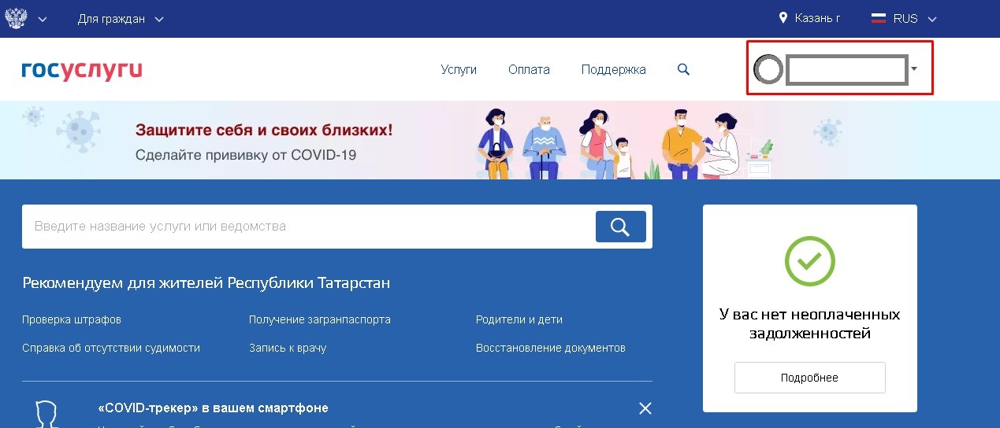 Для граждан
Казань г
RUS
госуслуги
Услуги
Оплата
Поддержка
Защитите себя и своих близких!
Сделайте прививку от COVID-19
Введите название услуги или ведомства
Рекомендуем для жителей Республики Татарстан
Проверка штрафов
Получение загранпаспорта
Родители и дети
Справка об отсутствии судимости
Запись к врачу
Восстановление документов
У вас нет неоплаченных
задолженностей
Подробнее
«COVID-трекер» в вашем смартфоне